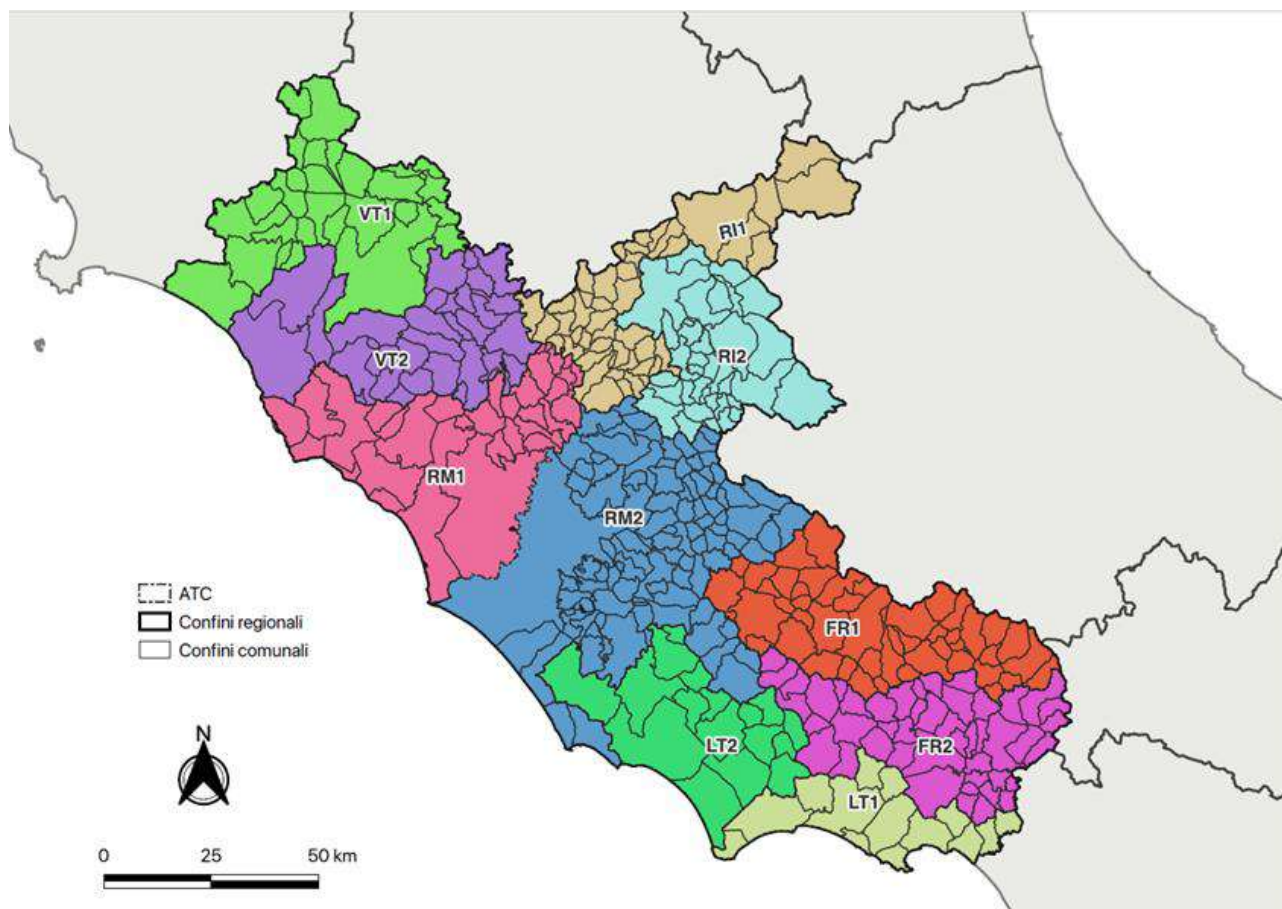 VT1
RI1
VT2
RI2
RM1
RM2
ATC
Confini regionali
Confini comunali
FR1
N
LT2
FR2
LT1
0 25 50 km